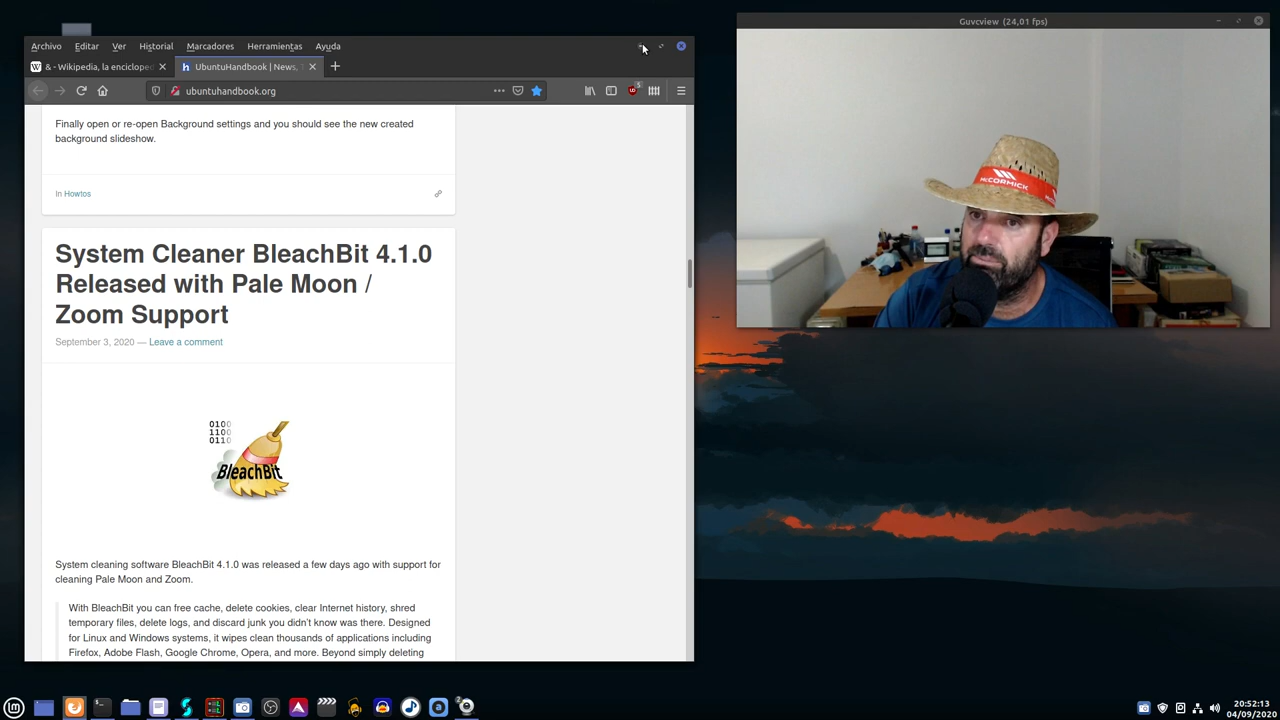 Guvcview (24,01 fps)
Archivo Editar Ver Historial Marcadores Herramientas Ayuda
& - Wikipedia, la encicloped
UbuntuHandbook | News,
ubuntuhandbook.org
Finally open or re-open Background settings and you should see the new created
background slideshow.
In Howtos
System Cleaner BleachBit 4.1.0
Released with Pale Moon /
Zoom Support
September 3, 2020 — Leave a comment
0100
1100
0110
BleachBit
System cleaning software BleachBit 4.1.0 was released a few days ago with support for
cleaning Pale Moon and Zoom.
With BleachBit you can free cache, delete cookies, clear Internet history, shred
temporary files, delete logs, and discard junk you didn't know was there. Designed
for Linux and Windows systems, it wipes clean thousands of applications including
Firefox, Adobe Flash, Google Chrome, Opera, and more. Beyond simply deleting
McCORMICK
20:52:13
04/09/2020